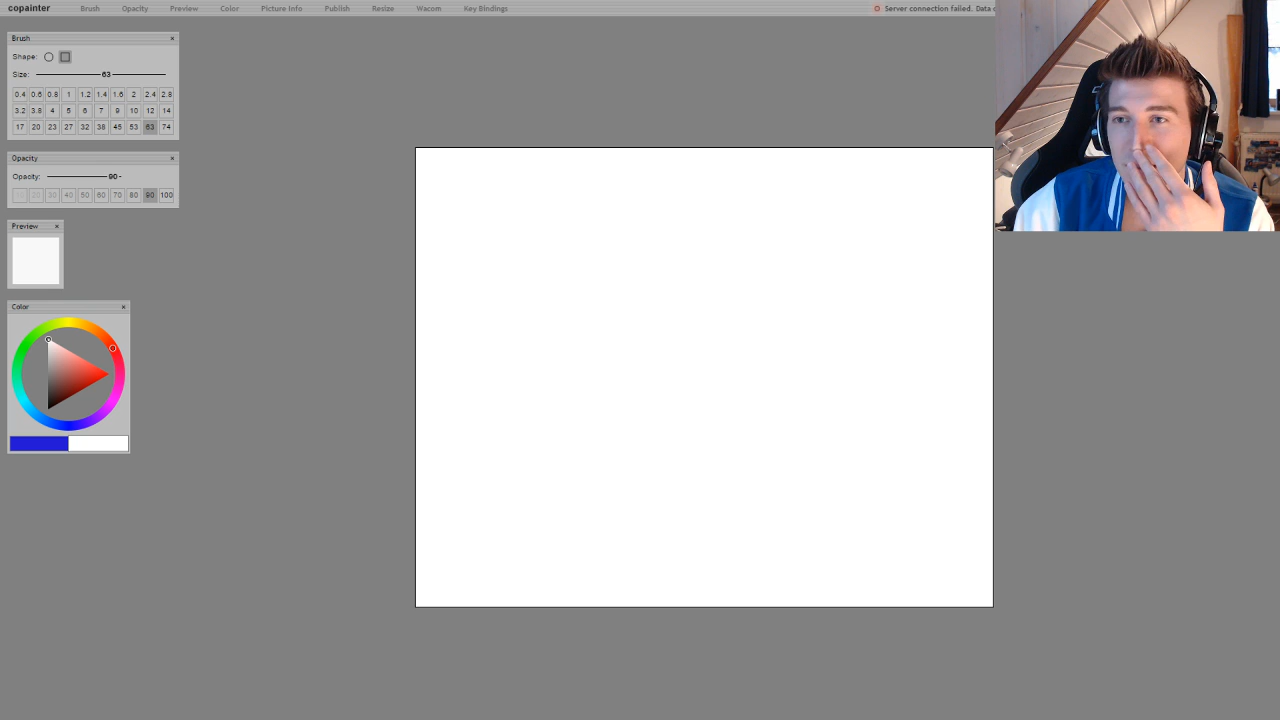 copainter Brush Opacity Preview Color Picture Info Publish Resize Wacom Key Bindings Server connection failed. Data
Brush ×
Shape:
Size: 63
0.4 0.6 0.8 1 1.2 1.4 1.6 2 2.4 2.8
3.2 3.8 4 5 6 7 9 10 12 14
17 20 23 27 32 38 45 53 63 74
Opacity ×
Opacity: 90
20 30 40 50 60 70 80 90 100
Preview ×
Color ×